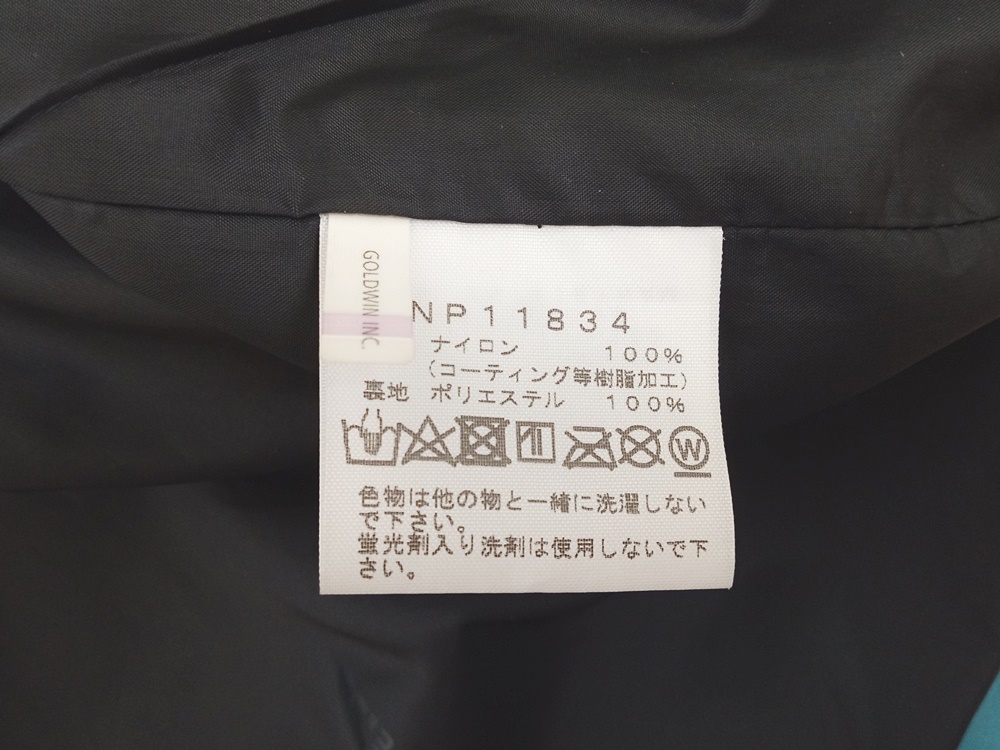 GOLDWIN INC.
NP11834
ナイロン 100%
(コーティング等樹脂加工)
裏地 ポリエステル 100%
W
色物は他の物と一緒に洗濯しない
で下さい。
蛍光剤入り洗剤は使用しないで下
さい。